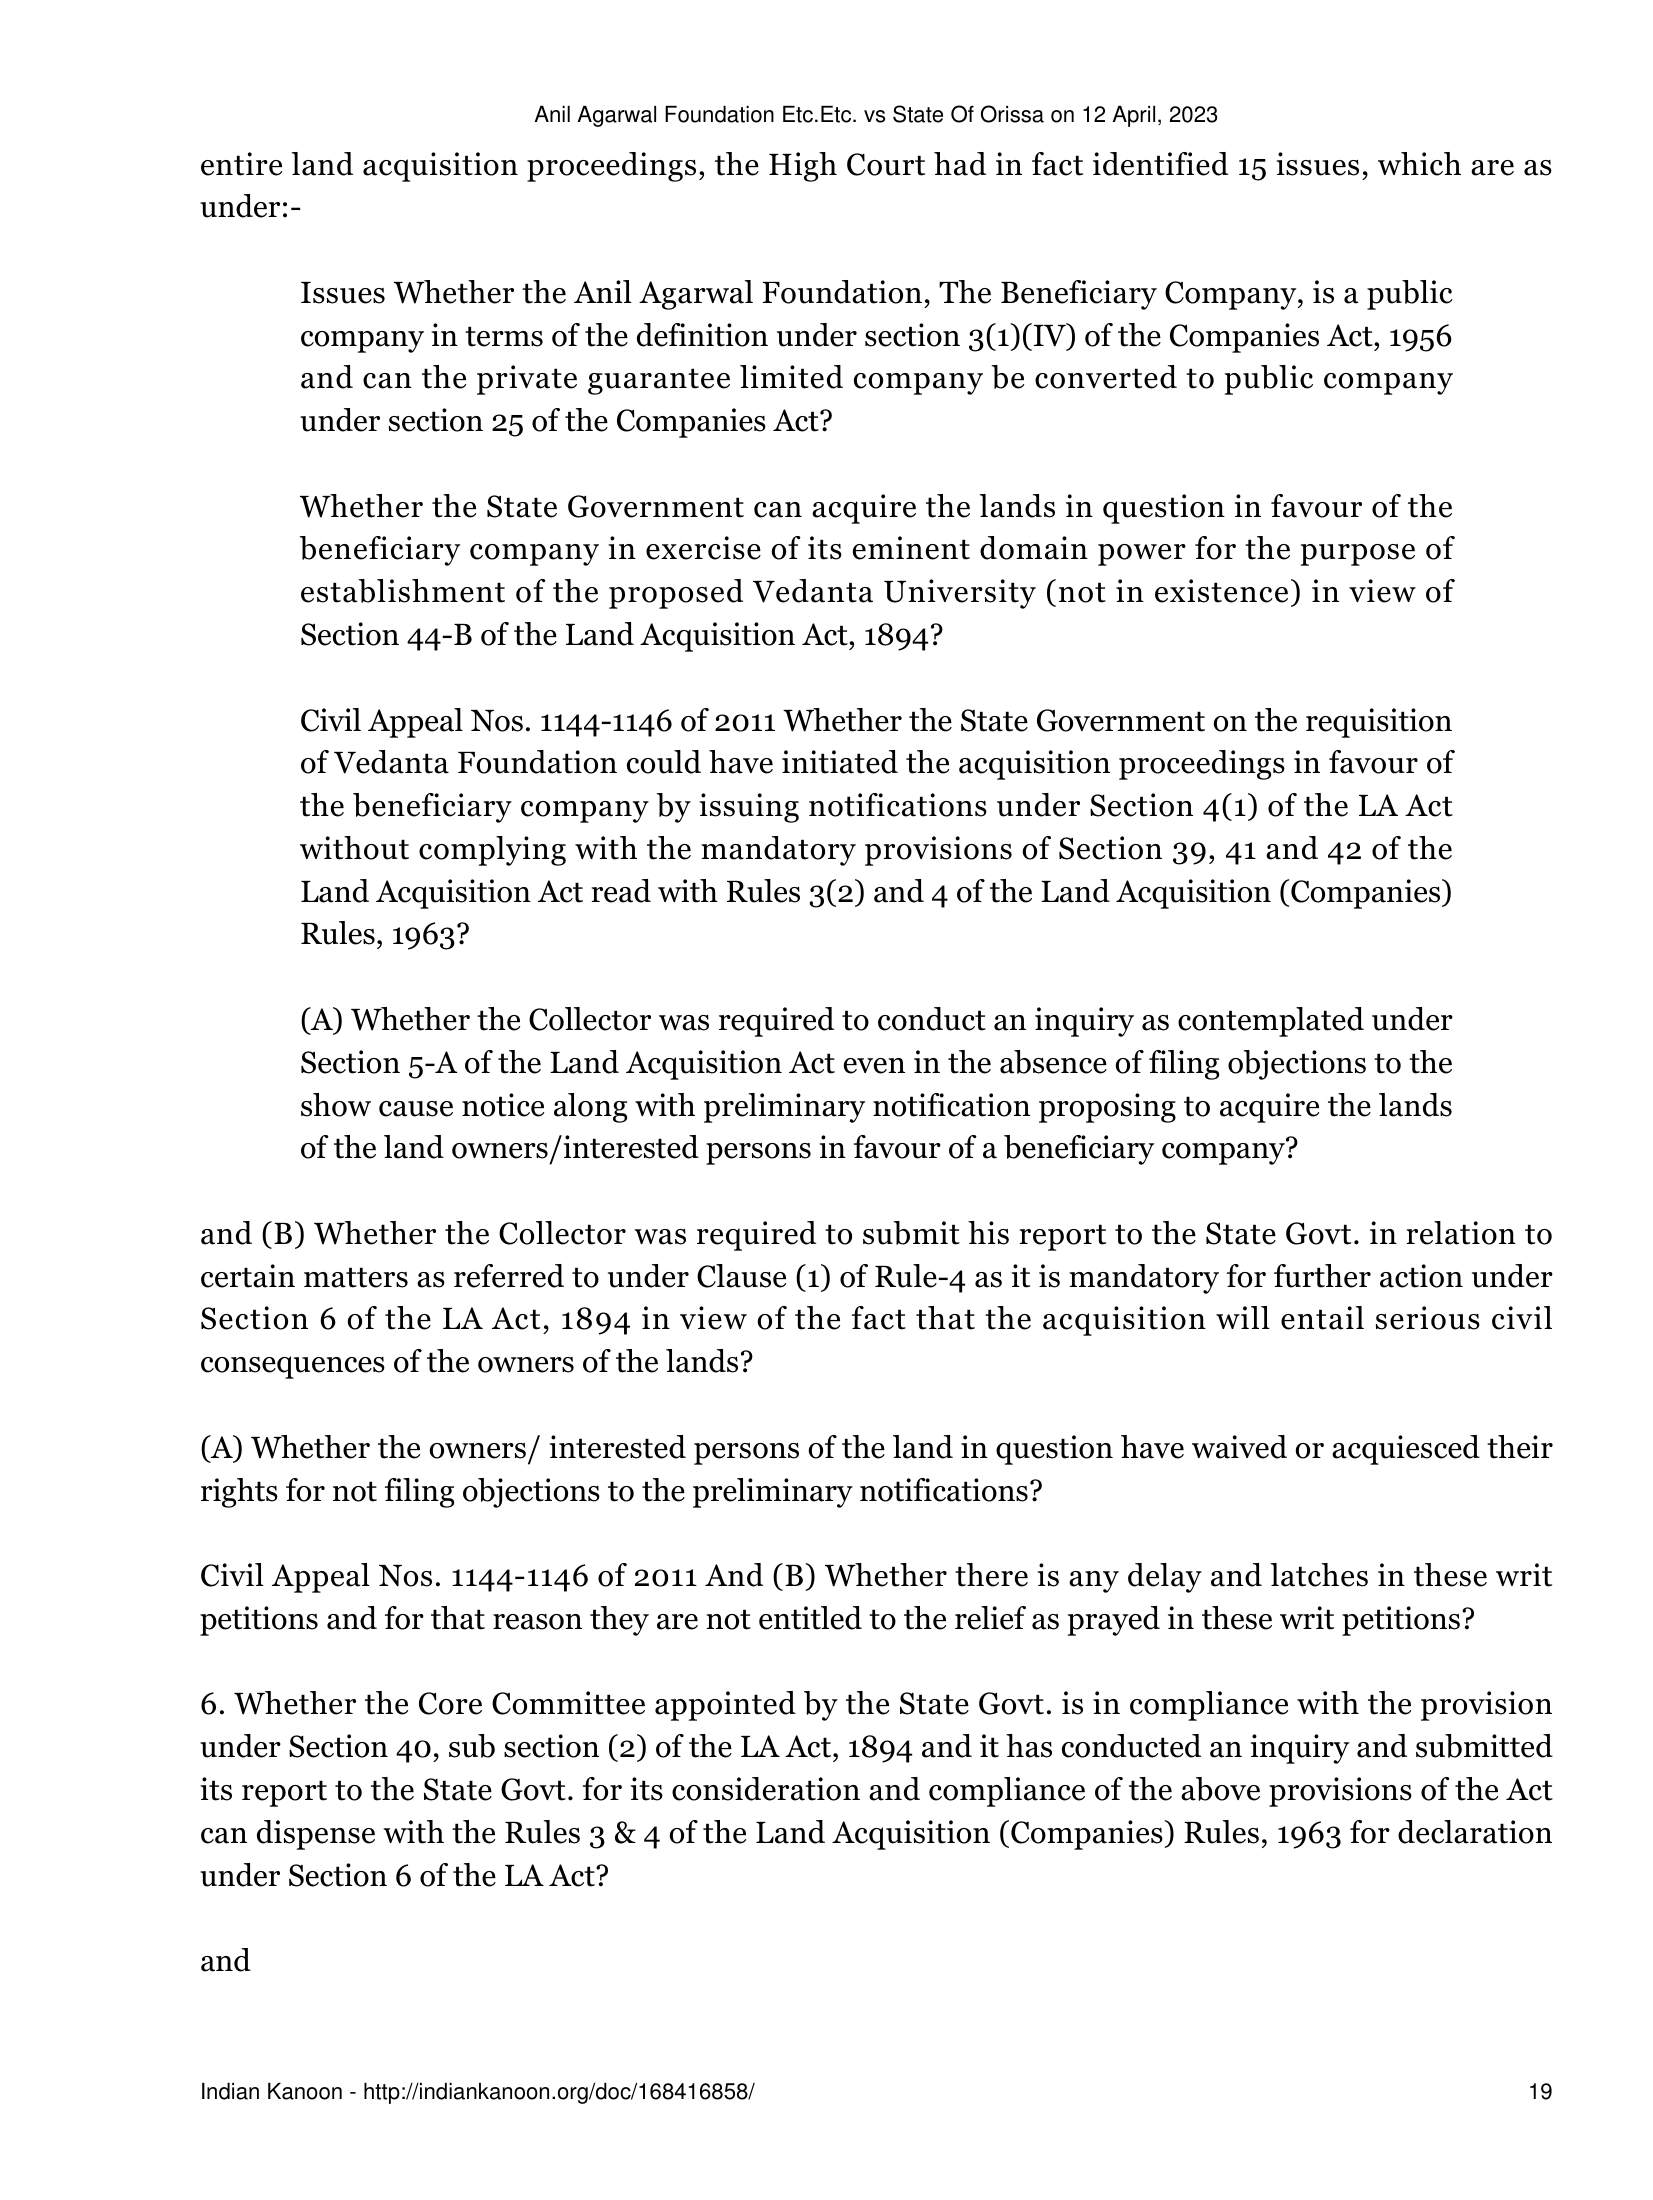 Anil Agarwal Foundation Etc.Etc. vs State Of Orissa on 12 April, 2023
entire land acquisition proceedings, the High Court had in fact identified 15 issues, which are as
under:-
Issues Whether the Anil Agarwal Foundation, The Beneficiary Company, is a public
company in terms of the definition under section 3(1)(IV) of the Companies Act, 1956
and can the private guarantee limited company be converted to public company
under section 25 of the Companies Act?
Whether the State Government can acquire the lands in question in favour of the
beneficiary company in exercise of its eminent domain power for the purpose of
establishment of the proposed Vedanta University (not in existence) in view of
Section 44-B of the Land Acquisition Act, 1894?
Civil Appeal Nos. 1144-1146 of 2011 Whether the State Government on the requisition
of Vedanta Foundation could have initiated the acquisition proceedings in favour of
the beneficiary company by issuing notifications under Section 4(1) of the LA Act
without complying with the mandatory provisions of Section 39, 41 and 42 of the
Land Acquisition Act read with Rules 3(2) and 4 of the Land Acquisition (Companies)
Rules, 1963?
(A) Whether the Collector was required to conduct an inquiry as contemplated under
Section 5-A of the Land Acquisition Act even in the absence of filing objections to the
show cause notice along with preliminary notification proposing to acquire the lands
of the land owners/interested persons in favour of a beneficiary company?
and (B) Whether the Collector was required to submit his report to the State Govt. in relation to
certain matters as referred to under Clause (1) of Rule-4 as it is mandatory for further action under
Section 6 of the LA Act, 1894 in view of the fact that the acquisition will entail serious civil
consequences of the owners of the lands?
(A) Whether the owners/ interested persons of the land in question have waived or acquiesced their
rights for not filing objections to the preliminary notifications?
Civil Appeal Nos. 1144-1146 of 2011 And (B) Whether there is any delay and latches in these writ
petitions and for that reason they are not entitled to the relief as prayed in these writ petitions?
6. Whether the Core Committee appointed by the State Govt. is in compliance with the provision
under Section 40, sub section (2) of the LA Act, 1894 and it has conducted an inquiry and submitted
its report to the State Govt. for its consideration and compliance of the above provisions of the Act
can dispense with the Rules 3 & 4 of the Land Acquisition (Companies) Rules, 1963 for declaration
under Section 6 of the LA Act?
and
Indian Kanoon - http://indiankanoon.org/doc/168416858/ 19